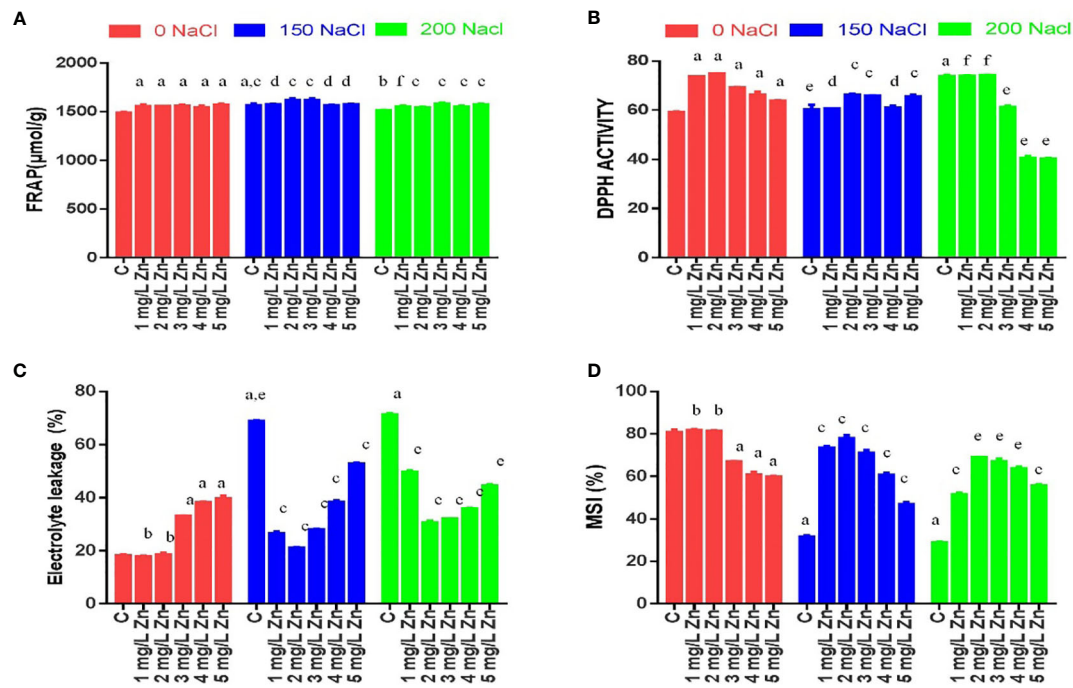 A
0 NaCl 150 NaCl 200 Nacl
2000
1500
1000
500
0
FRAP(µmol/g)
a a a a a a,c d c c d d b f c c c c
C 1 mg/L Zn 2 mg/L Zn 3 mg/L Zn 4 mg/L Zn 5 mg/L Zn C 1 mg/L Zn 2 mg/L Zn 3 mg/L Zn 4 mg/L Zn 5 mg/L Zn C 1 mg/L Zn 2 mg/L Zn 3 mg/L Zn 4 mg/L Zn 5 mg/L Zn
B
0 NaCl 150 NaCl 200 Nacl
80
60
40
20
0
DPPH ACTIVITY
a a a a a e d c c d c a f f e e e
C 1 mg/L Zn 2 mg/L Zn 3 mg/L Zn 4 mg/L Zn 5 mg/L Zn C 1 mg/L Zn 2 mg/L Zn 3 mg/L Zn 4 mg/L Zn 5 mg/L Zn C 1 mg/L Zn 2 mg/L Zn 3 mg/L Zn 4 mg/L Zn 5 mg/L Zn
C
80
60
40
20
0
Electrolyte leakage (%)
b b a a a a,e c c c c c a c c c c e
C 1 mg/L Zn 2 mg/L Zn 3 mg/L Zn 4 mg/L Zn 5 mg/L Zn C 1 mg/L Zn 2 mg/L Zn 3 mg/L Zn 4 mg/L Zn 5 mg/L Zn C 1 mg/L Zn 2 mg/L Zn 3 mg/L Zn 4 mg/L Zn 5 mg/L Zn
D
100
80
60
40
20
0
MSI (%)
b b a a a a c c c c c a c e e e c
C 1 mg/L Zn 2 mg/L Zn 3 mg/L Zn 4 mg/L Zn 5 mg/L Zn C 1 mg/L Zn 2 mg/L Zn 3 mg/L Zn 4 mg/L Zn 5 mg/L Zn C 1 mg/L Zn 2 mg/L Zn 3 mg/L Zn 4 mg/L Zn 5 mg/L Zn